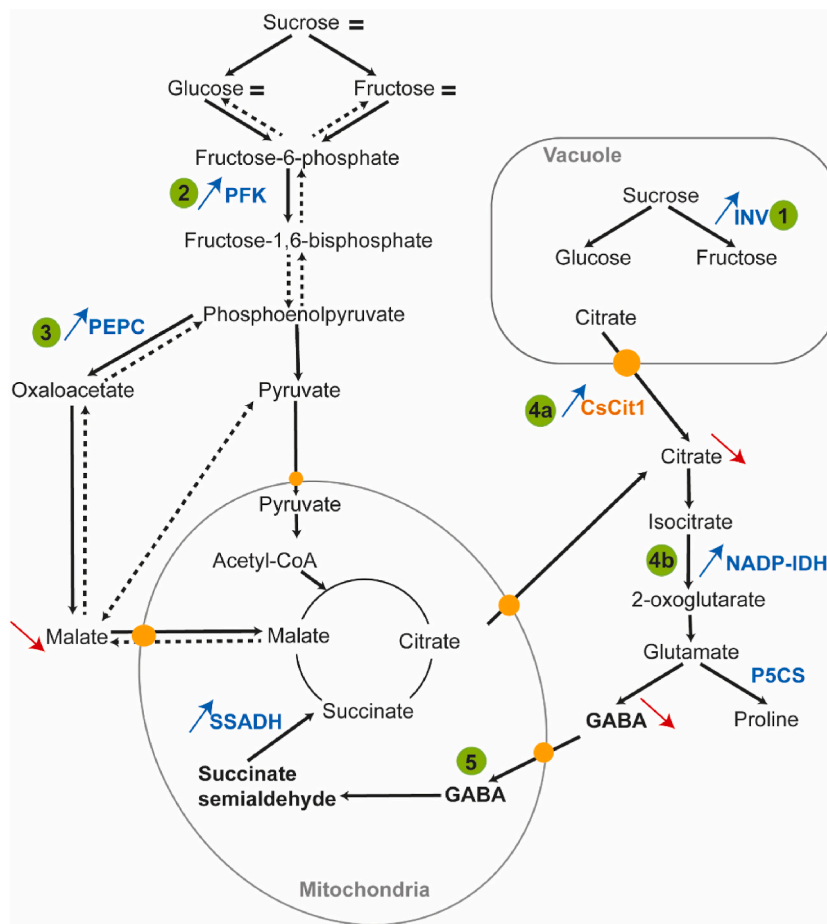 Sucrose =
Glucose =
Fructose =
Fructose-6-phosphate
2
PFK
Fructose-1,6-bisphosphate
3
PEPC
Phosphoenolpyruvate
Oxaloacetate
Pyruvate
Pyruvate
Acetyl-CoA
Malate
Malate
Citrate
Succinate
SSADH
Succinate
semialdehyde
5
GABA
Mitochondria
Vacuole
Sucrose
INV
1
Glucose
Fructose
Citrate
4a
CsCit1
Citrate
Isocitrate
4b
NADP-IDH
2-oxoglutarate
Glutamate
P5CS
GABA
Proline